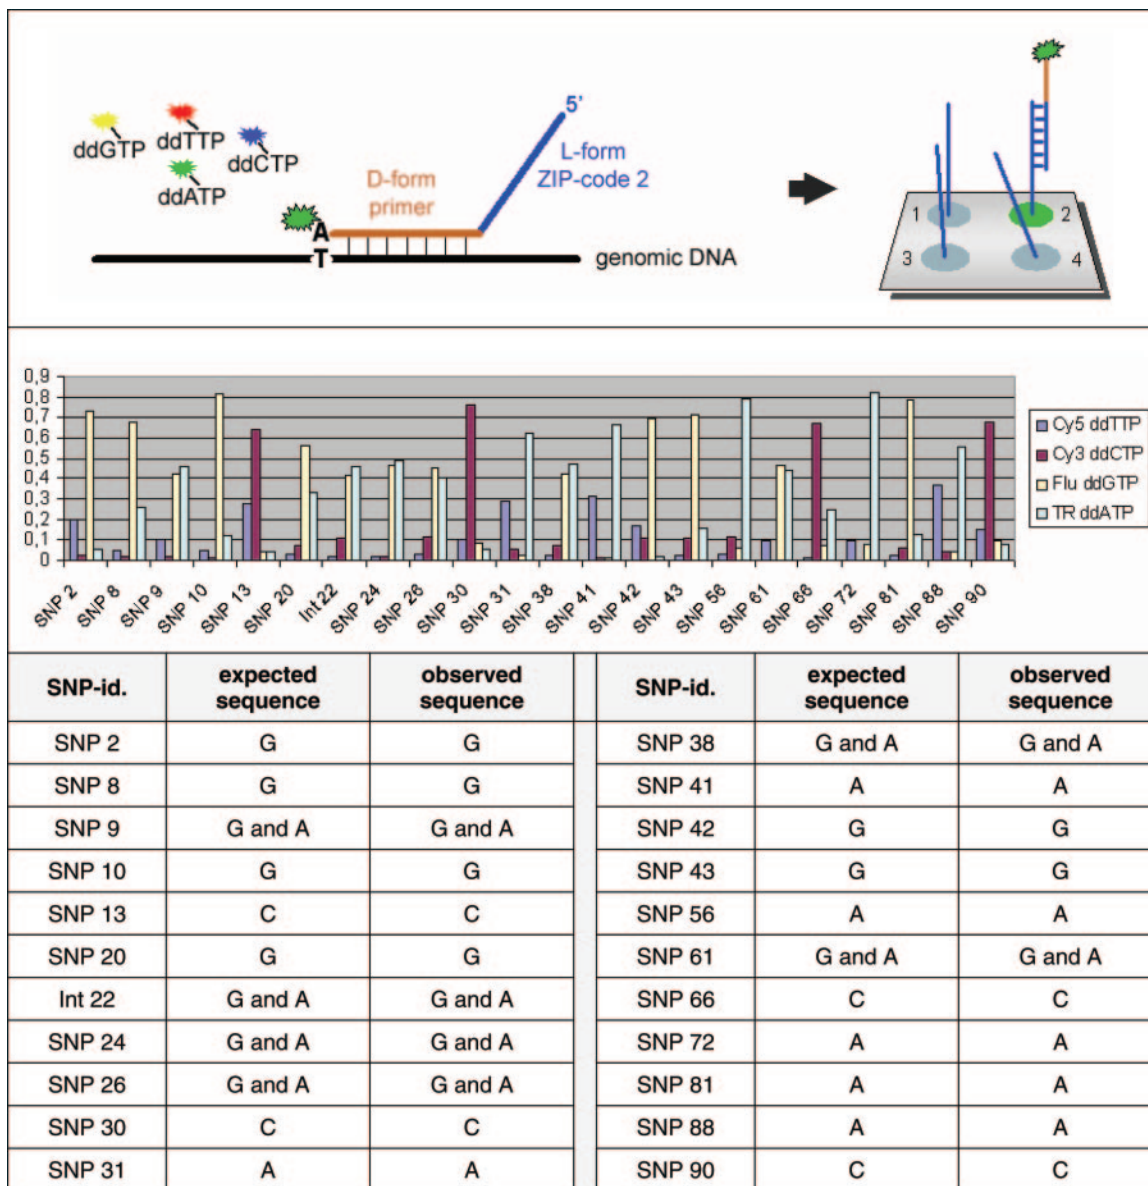 5'
ddGTP
ddTTP
ddCTP
ddATP
L-form
ZIP-code 2
D-form
primer
A
T
genomic DNA
1
2
3
4
0,9
0,8
0,7
0,6
0,5
0,4
0,3
0,2
0,1
0
SNP 2
SNP 8
SNP 9
SNP 10
SNP 13
SNP 20
Int 22
SNP 24
SNP 26
SNP 30
SNP 31
SNP 38
SNP 41
SNP 42
SNP 43
SNP 56
SNP 61
SNP 66
SNP 72
SNP 81
SNP 88
SNP 90
Cy5 ddTTP
Cy3 ddCTP
Flu ddGTP
TR ddATP
SNP-id. expected sequence observed sequence SNP-id. expected sequence observed sequence
SNP 2 G G SNP 38 G and A G and A
SNP 8 G G SNP 41 A A
SNP 9 G and A G and A SNP 42 G G
SNP 10 G G SNP 43 G G
SNP 13 C C SNP 56 A A
SNP 20 G G SNP 61 G and A G and A
Int 22 G and A G and A SNP 66 C C
SNP 24 G and A G and A SNP 72 A A
SNP 26 G and A G and A SNP 81 A A
SNP 30 C C SNP 88 A A
SNP 31 A A SNP 90 C C